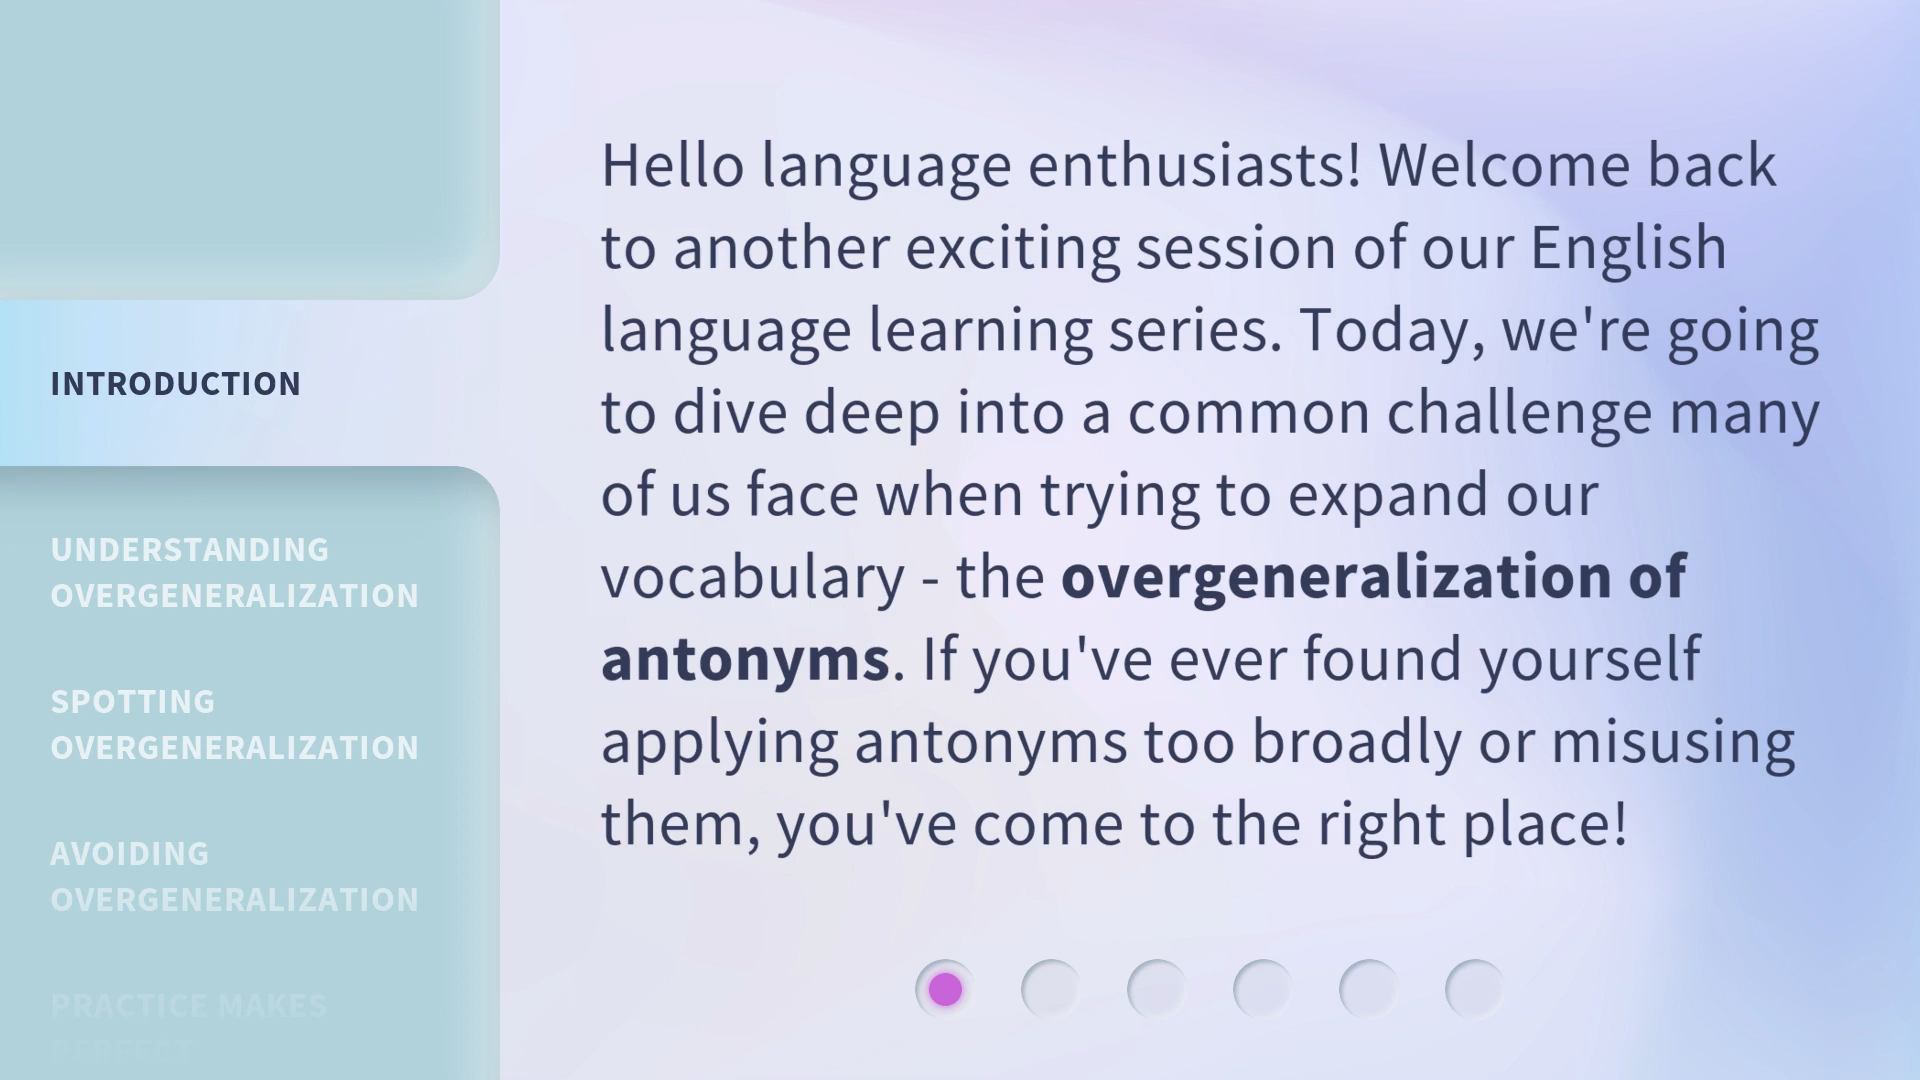 INTRODUCTION
UNDERSTANDING
OVERGENERALIZATION
SPOTTING
OVERGENERALIZATION
AVOIDING
OVERGENERALIZATION
PRACTICE MAKES
PERFECT
Hello language enthusiasts! Welcome back
to another exciting session of our English
language learning series. Today, we're going
to dive deep into a common challenge many
of us face when trying to expand our
vocabulary - the overgeneralization of
antonyms. If you've ever found yourself
applying antonyms too broadly or misusing
them, you've come to the right place!